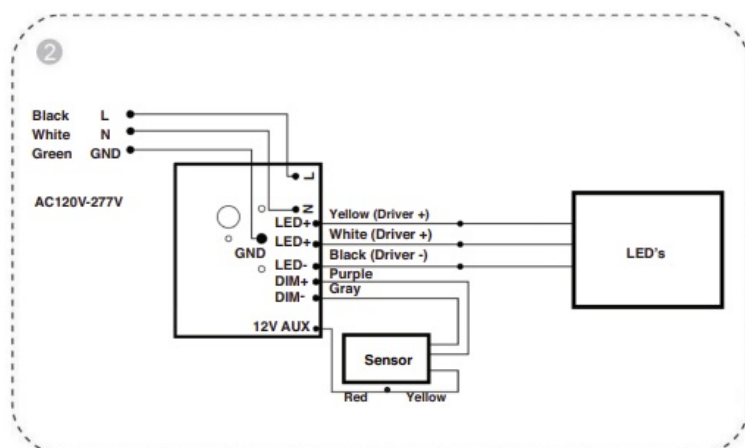 2
Black L
White N
Green GND
AC120V-277V
L
N
LED+
LED+
GND
LED-
DIM+
DIM-
12V AUX
Yellow (Driver +)
White (Driver +)
Black (Driver -)
Purple
Gray
LED's
Sensor
Red Yellow